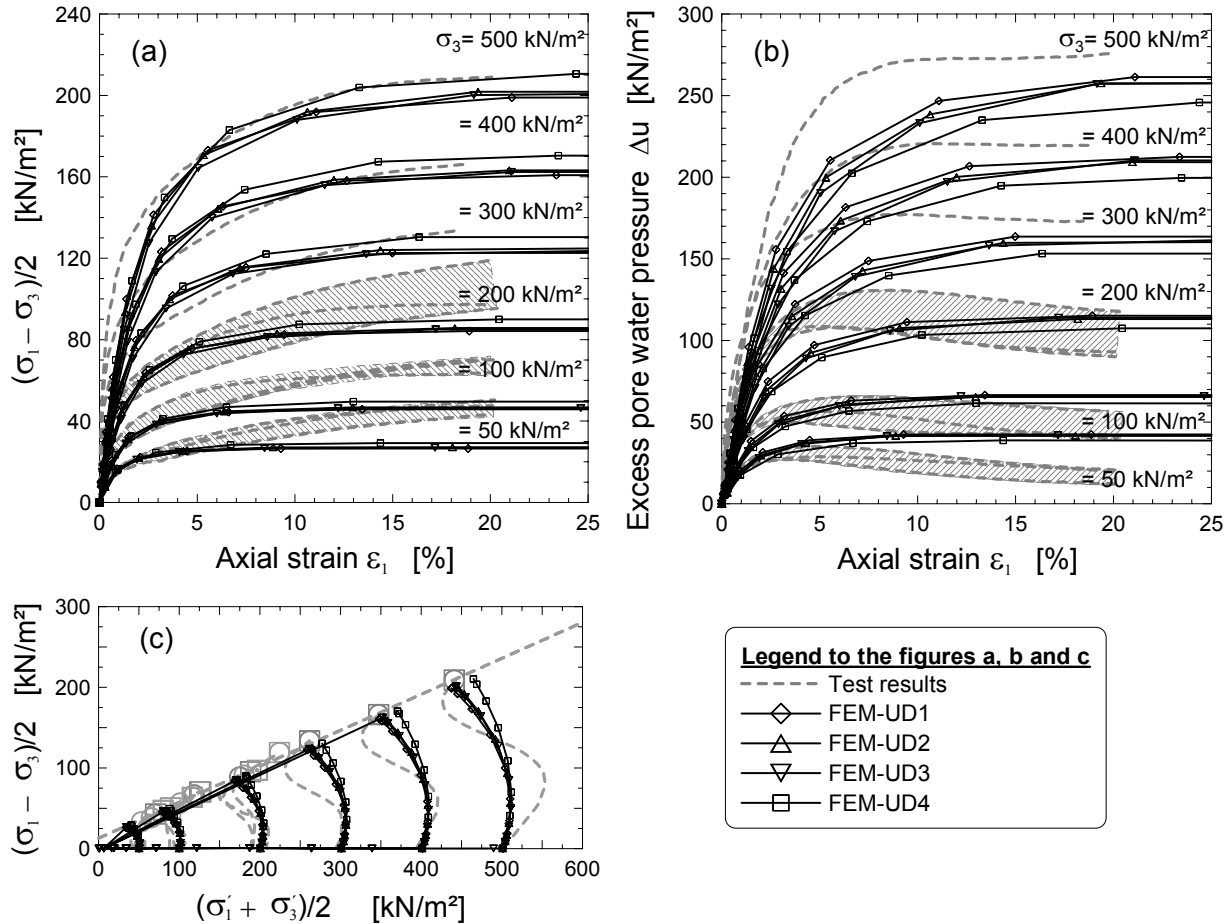 (a)
σ₃= 500 kN/m²
= 400 kN/m²
= 300 kN/m²
= 200 kN/m²
= 100 kN/m²
= 50 kN/m²
(σ₁ − σ₃)/2 [kN/m²]
0
40
80
120
160
200
240
0 5 10 15 20 25
Axial strain ε₁ [%]
(b)
σ₃= 500 kN/m²
= 400 kN/m²
= 300 kN/m²
= 200 kN/m²
= 100 kN/m²
= 50 kN/m²
Excess pore water pressure Δu [kN/m²]
0
50
100
150
200
250
300
0 5 10 15 20 25
Axial strain ε₁ [%]
(c)
(σ₁ − σ₃)/2 [kN/m²]
0
100
200
300
0 100 200 300 400 500 600
(σ₁′ + σ₃′)/2 [kN/m²]
Legend to the figures a, b and c
Test results
FEM-UD1
FEM-UD2
FEM-UD3
FEM-UD4